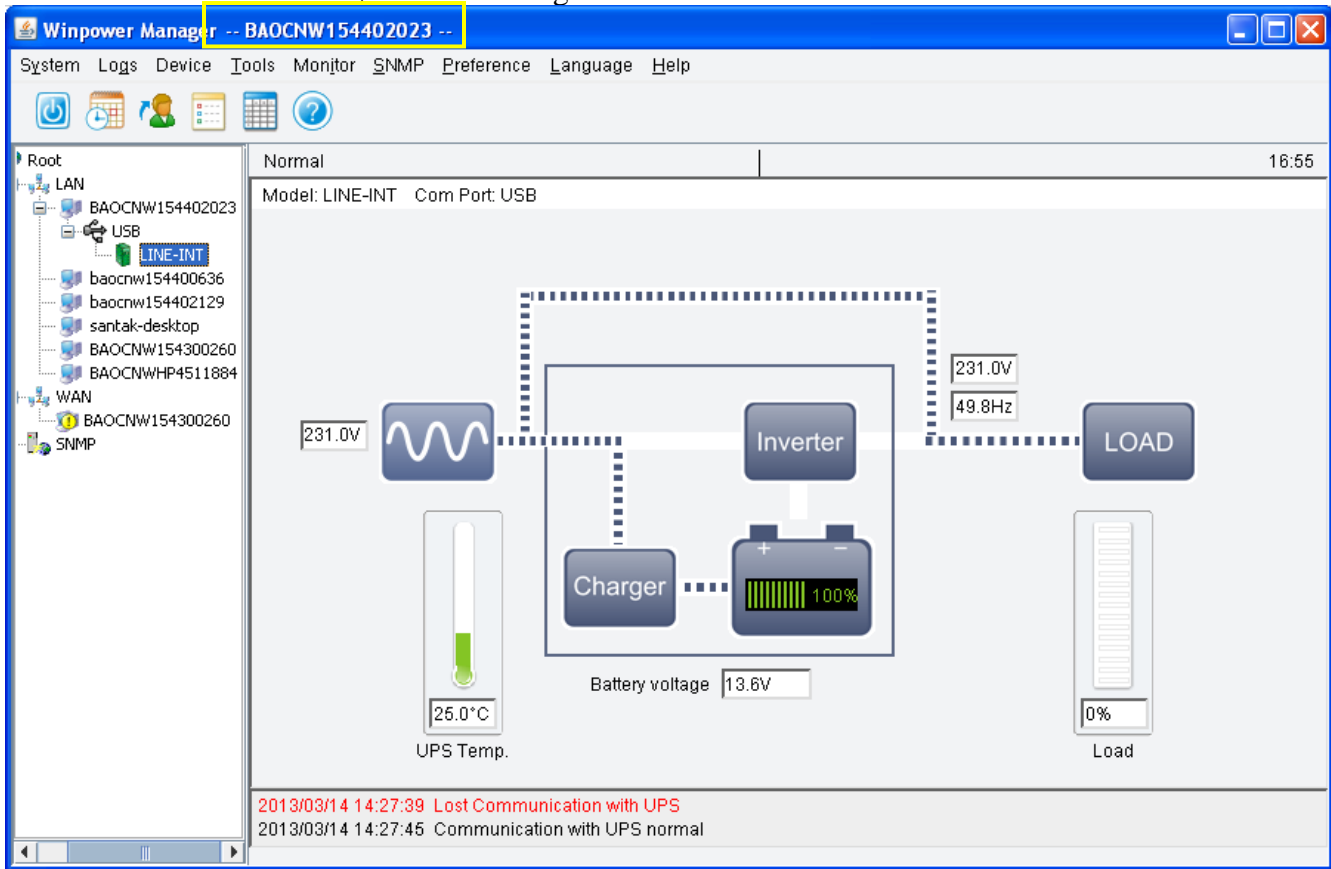 Winpower Manager -- BAOCNW154402023 --
System Logs Device Tools Monitor SNMP Preference Language Help
Root
LAN
BAOCNW154402023
USB
LINE-INT
baocnw154400636
baocnw154402129
santak-desktop
BAOCNW154300260
BAOCNWHP4511884
WAN
BAOCNW154300260
SNMP
Normal 16:55
Model: LINE-INT Com Port: USB
231.0V
49.8Hz
231.0V
Inverter
LOAD
Charger
+ -
100%
Battery voltage 13.6V
25.0°C
UPS Temp.
0%
Load
2013/03/14 14:27:39 Lost Communication with UPS
2013/03/14 14:27:45 Communication with UPS normal